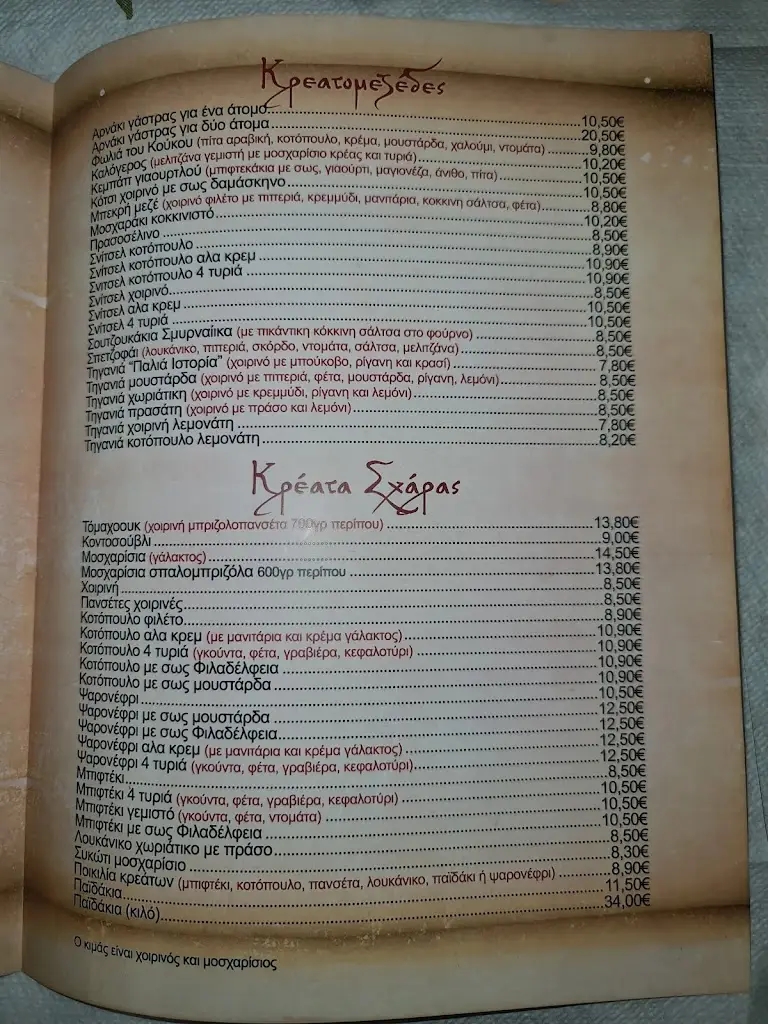 Κρεατομεζέδες
Αρνάκι γάστρας για ένα άτομο.....10,50€
Αρνάκι γάστρας για δύο άτομα.....20,50€
Φωλιά του Κούκου (πίτα αραβική, κοτόπουλο, κρέμα, μουστάρδα, χαλούμι, ντομάτα).....9,80€
Καλόγερος (μελιτζάνα γεμιστή με μοσχαρίσιο κρέας και τυριά).....10,20€
Κεμπάπ γιαουρτλού (μπιφτεκάκια με σως, γιαούρτι, μαγιονέζα, άνιθο, πίτα).....10,50€
Κότσι χοιρινό με σως δαμάσκηνο.....10,50€
Μπεκρή μεζέ (χοιρινό φιλέτο με πιπεριά, κρεμμύδι, μανιτάρια, κοκκινη σάλτσα, φέτα).....8,80€
Μοσχαράκι κοκκινιστό.....10,20€
Πρασοσέλινο.....8,50€
Σνίτσελ κοτόπουλο.....8,90€
Σνίτσελ κοτόπουλο αλα κρεμ.....10,90€
Σνίτσελ κοτόπουλο 4 τυριά.....10,90€
Σνίτσελ χοιρινό.....8,50€
Σνίτσελ αλα κρεμ.....10,50€
Σνίτσελ 4 τυριά.....10,50€
Σουτζουκάκια Σμυρναίικα (με πικάντικη κόκκινη σάλτσα στο φούρνο).....8,50€
Σπετζοφάι (λουκάνικο, πιπεριά, σκόρδο, ντομάτα, σάλτσα, μελιτζάνα).....8,50€
Τηγανιά "Παλιά Ιστορία" (χοιρινό με μπούκοβο, ρίγανη και κρασί).....7,80€
Τηγανιά μουστάρδα (χοιρινό με πιπεριά, φέτα, μουστάρδα, ρίγανη, λεμόνι).....8,50€
Τηγανιά χωριάτικη (χοιρινό με κρεμμύδι, ρίγανη και λεμόνι).....8,50€
Τηγανιά πρασάτη (χοιρινό με πράσο και λεμόνι).....8,50€
Τηγανιά χοιρινή λεμονάτη.....7,80€
Τηγανιά κοτόπουλο λεμονάτη.....8,20€
Κρέατα Σχάρας
Τόμαχοουκ (χοιρινή μπριζολοπανσέτα περίπου).....13,80€
Κοντοσούβλι.....9,00€
Μοσχαρίσια (γάλακτος).....14,50€
Μοσχαρίσια σπαλομπριζόλα 600γρ περίπου.....13,80€
Χοιρινή.....8,50€
Πανσέτες χοιρινές.....8,50€
Κοτόπουλο φιλέτο.....8,90€
Κοτόπουλο αλα κρεμ (με μανιτάρια και κρέμα γάλακτος).....10,90€
Κοτόπουλο 4 τυριά (γκούντα, φέτα, γραβιέρα, κεφαλοτύρι).....10,90€
Κοτόπουλο με σως Φιλαδέλφεια.....10,90€
Κοτόπουλο με σως μουστάρδα.....10,90€
Ψαρονέφρι.....10,50€
Ψαρονέφρι με σως μουστάρδα.....12,50€
Ψαρονέφρι με σως Φιλαδέλφεια.....12,50€
Ψαρονέφρι αλα κρεμ (με μανιτάρια και κρέμα γάλακτος).....12,50€
Ψαρονέφρι 4 τυριά (γκούντα, φέτα, γραβιέρα, κεφαλοτύρι).....12,50€
Μπιφτέκι.....8,50€
Μπιφτέκι 4 τυριά (γκούντα, φέτα, γραβιέρα, κεφαλοτύρι).....10,50€
Μπιφτέκι γεμιστό (γκούντα, φέτα, ντομάτα).....10,50€
Μπιφτέκι με σως Φιλαδέλφεια.....10,50€
Λουκάνικο χωριάτικο με πράσο.....8,50€
Συκώτι μοσχαρίσιο.....8,30€
Ποικιλία κρεάτων (μπιφτέκι, κοτόπουλο, πανσέτα, λουκάνικο, παϊδάκι ή ψαρονέφρι).....8,90€
Παϊδάκια.....11,50€
Παϊδάκια (κιλό).....34,00€
Ο κιμάς είναι χοιρινός και μοσχαρίσιος